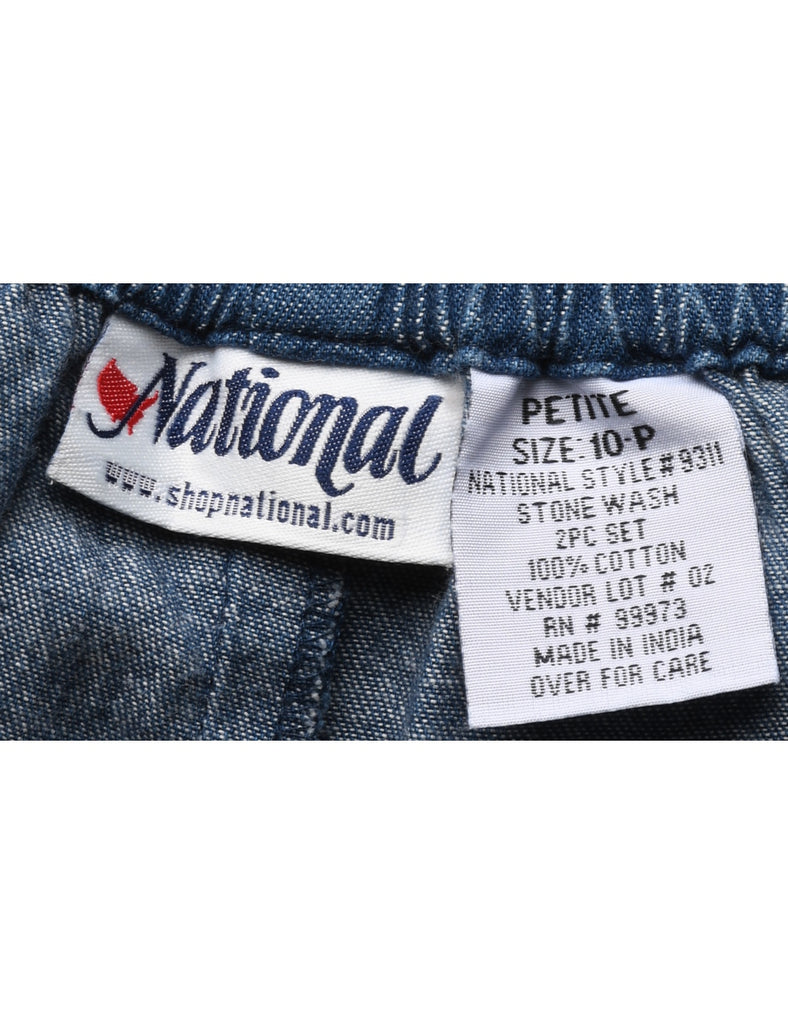 National
www.shopnational.com
PETITE
SIZE: 10-P
NATIONAL STYLE # 9311
STONE WASH
2PC SET
100% COTTON
VENDOR LOT # 02
RN # 99973
MADE IN INDIA
OVER FOR CARE